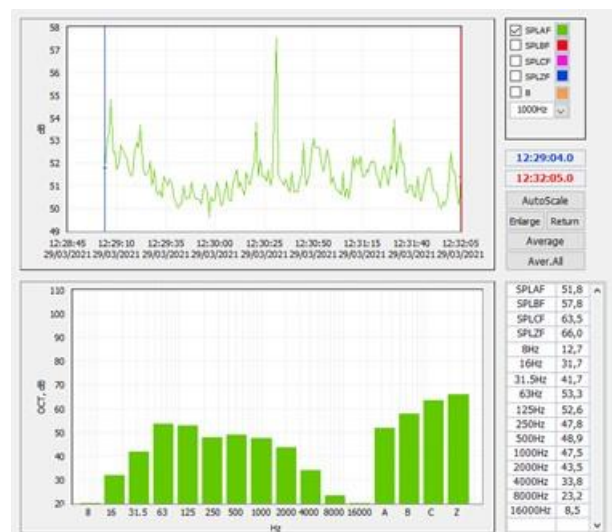 58
57
56
55
54
53
52
51
50
49
dB
12:28:45 12:29:10 12:29:35 12:30:00 12:30:25 12:30:50 12:31:15 12:31:40 12:32:05
29/03/2021 29/03/2021 29/03/2021 29/03/2021 29/03/2021 29/03/2021 29/03/2021 29/03/2021 29/03/2021
SPLAF
SPLBF
SPLCF
SPLZF
B
1000Hz
12:29:04.0
12:32:05.0
AutoScale
Enlarge Return
Average
Aver.All
110
100
90
80
70
60
50
40
30
20
OCT, dB
8 16 31.5 63 125 250 500 1000 2000 4000 8000 16000 A B C Z
Hz
SPLAF 51,8
SPLBF 57,8
SPLCF 63,5
SPLZF 66,0
8Hz 12,7
16Hz 31,7
31.5Hz 41,7
63Hz 53,3
125Hz 52,6
250Hz 47,8
500Hz 48,9
1000Hz 47,5
2000Hz 43,5
4000Hz 33,8
8000Hz 23,2
16000Hz 8,5